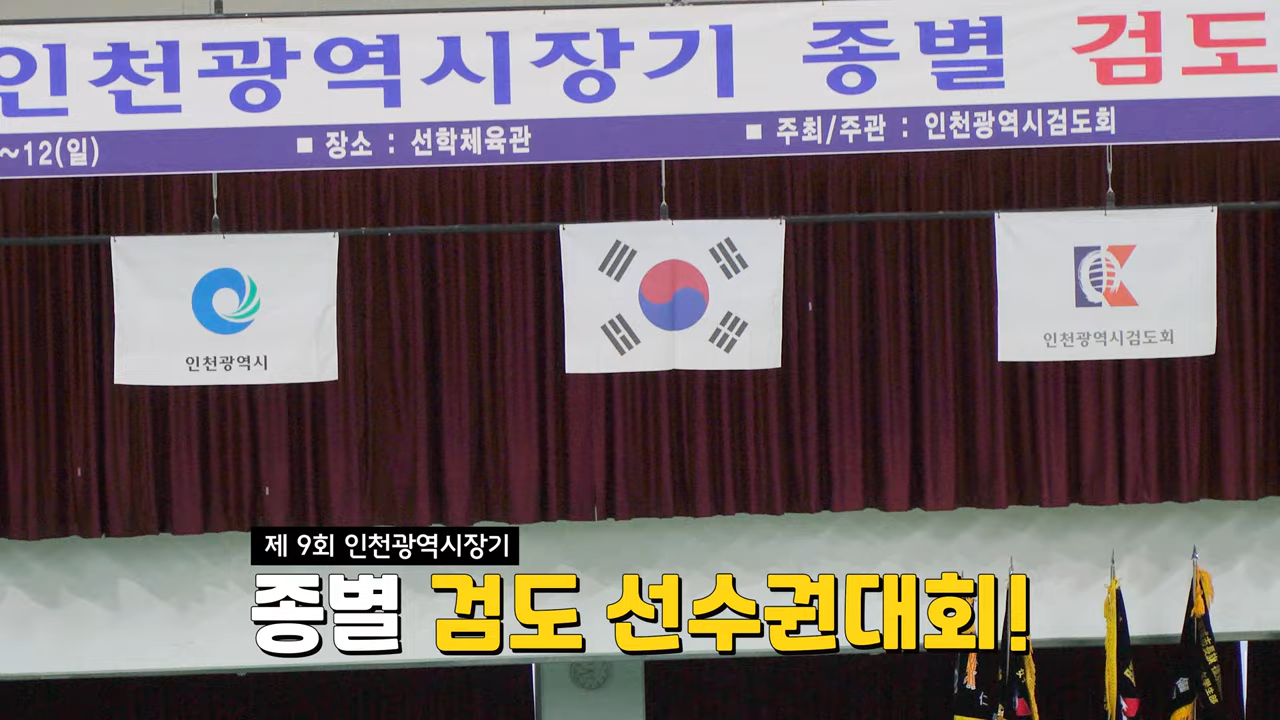 인천광역시장기 종별 검도
~12(일) ■ 장소 : 선학체육관 ■ 주최/주관 : 인천광역시검도회
인천광역시
인천광역시검도회
제 9회 인천광역시장기
종별 검도 선수권대회!